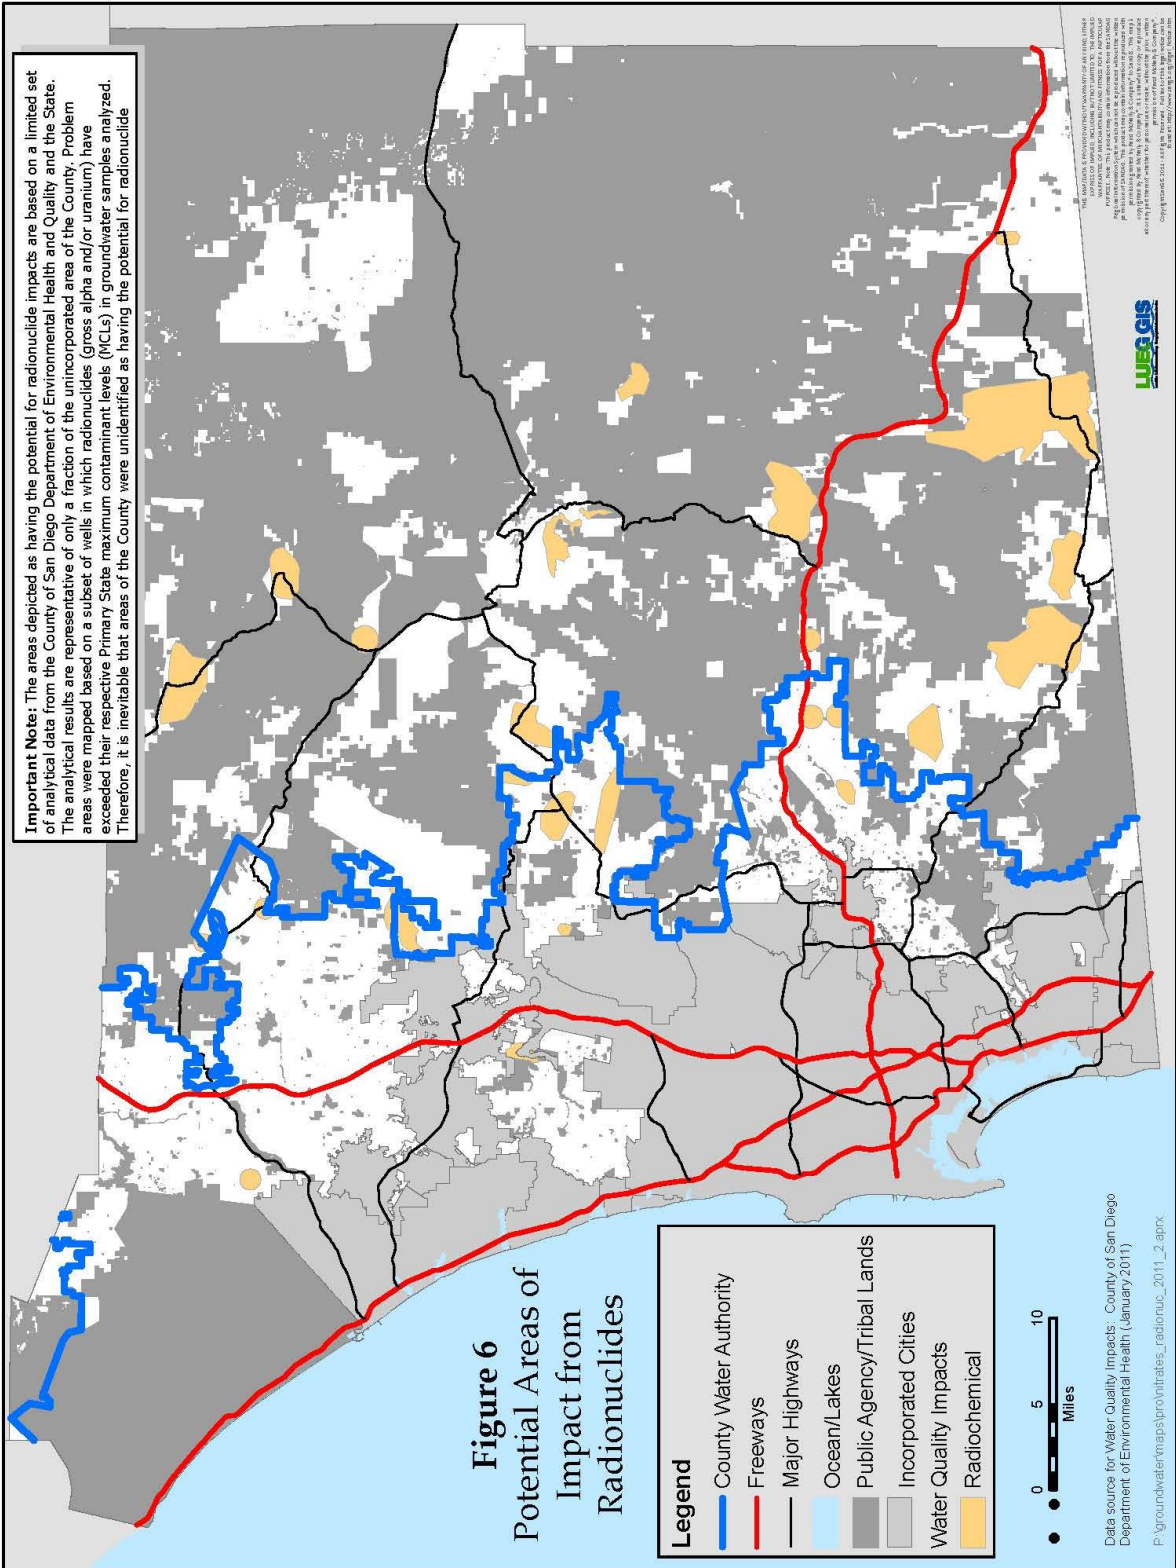 Important Note: The areas depicted as having the potential for radionuclide impacts are based on a limited set
of analytical data from the County of San Diego Department of Environmental Health and Quality and the State.
The analytical results are representative of only a fraction of the unincorporated area of the County. Problem
areas were mapped based on a subset of wells in which radionuclides (gross alpha and/or uranium) have
exceeded their respective Primary State maximum contaminant levels (MCLs) in groundwater samples analyzed.
Therefore, it is inevitable that areas of the County were unidentified as having the potential for radionuclide
Figure 6
Potential Areas of
Impact from
Radionuclides
Legend
County Water Authority
Freeways
Major Highways
Ocean/Lakes
Public Agency/Tribal Lands
Incorporated Cities
Water Quality Impacts
Radiochemical
0 5 10
Miles
Data source for Water Quality Impacts: County of San Diego
Department of Environmental Health (January 2011)
P:\groundwater\maps\pro\nitrates_radionuc_2011_2.aprx
LUEG GIS